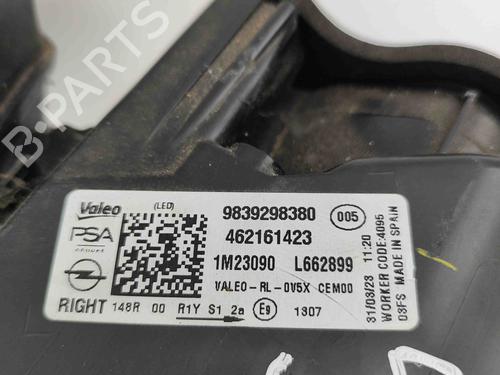 Valeo
(LED)
PSA
GROUPE
9839298380 005
462161423
1M23090 L662899
VALEO-RL-0V5X CEM00
RIGHT 148R 00 R1Y S1 2a E9 1307
31/03/23 11:20
WORKER CODE:4095
03FS MADE IN SPAIN